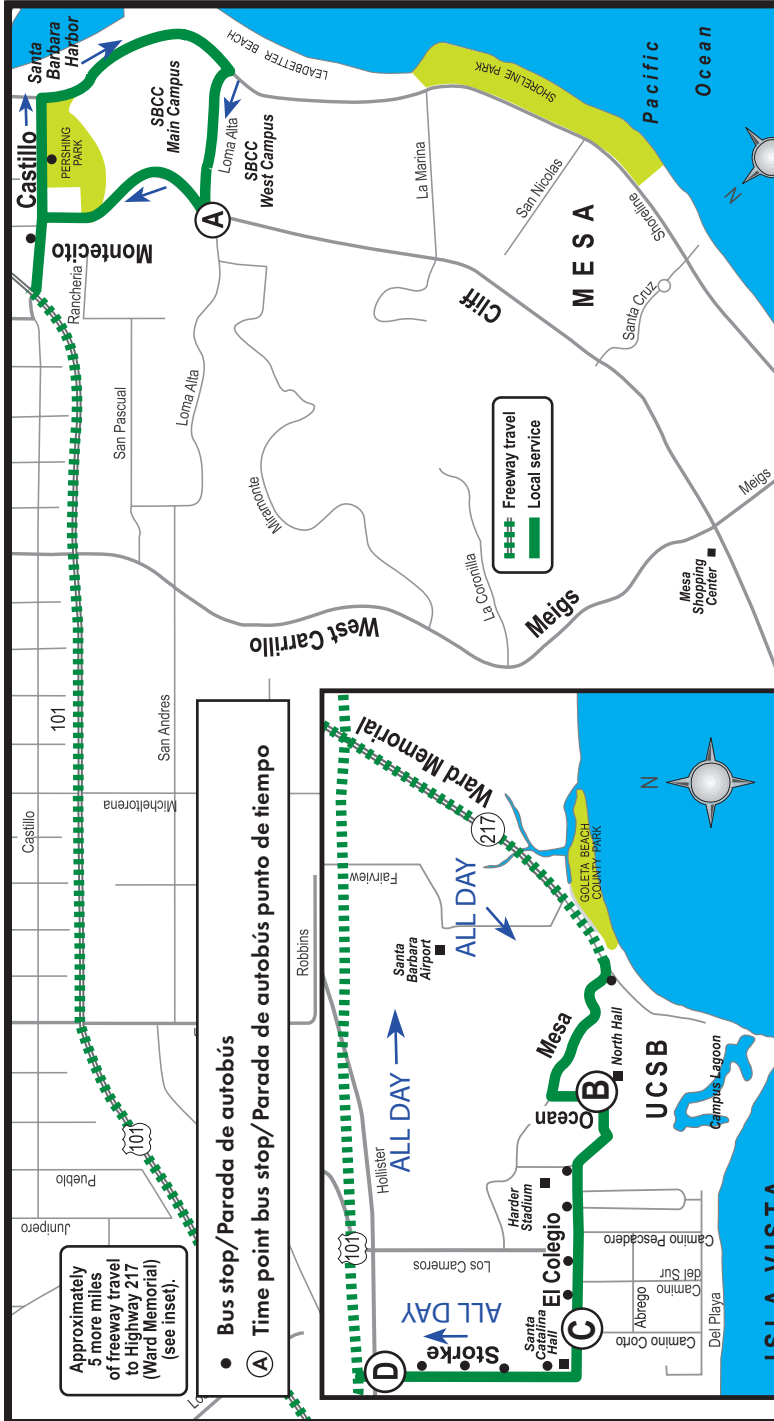 Castillo
Santa
Barbara
Harbor
PERSHING
PARK
SBCC
Main Campus
LEADBETTER BEACH
SHORELINE PARK
Pacific
Ocean
N
Montecito
Rancheria
A
Loma Alta
SBCC
West Campus
La Marina
San Nicolas
MESA
Shoreline
Santa Cruz
Cliff
San Pascual
Loma Alta
Miramonte
La Coronilla
Freeway travel
Local service
Meigs
Meigs
Mesa
Shopping
Center
West Carrillo
Castillo
101
San Andres
Micheltorena
Robbins
101
Pueblo
Junipero
Approximately
5 more miles
of freeway travel
to Highway 217
(Ward Memorial)
(see inset).
Lo
Bus stop/Parada de autobús
A Time point bus stop/Parada de autobús punto de tiempo
Ward Memorial
217
Fairview
ALL DAY
Santa
Barbara
Airport
GOLETA BEACH
COUNTY PARK
N
Hollister
ALL DAY
Mesa
North Hall
B
Ocean
UCSB
Campus Lagoon
101
Los Carneros
Harder
Stadium
El Colegio
ALL DAY
Storke
D
Santa
Catalina
Hall
C
Camino Pescadero
Camino
del Sur
Abrego
Camino Corto
Del Playa
ISLA VISTA